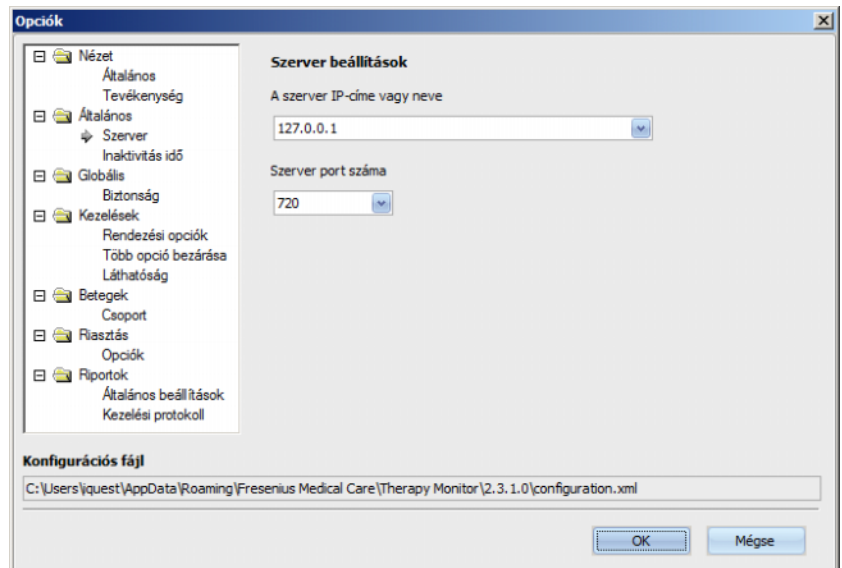 Opciók
Nézet
Általános
Tevékenység
Általános
Szerver
Inaktivitás idő
Globális
Biztonság
Kezelések
Rendezési opciók
Több opció bezárása
Láthatóság
Betegek
Csoport
Riasztás
Opciók
Riportok
Általános beállítások
Kezelési protokoll
Szerver beállítások
A szerver IP-címe vagy neve
127.0.0.1
Szerver port száma
720
Konfigurációs fájl
C:\Users\iquest\AppData\Roaming\Fresenius Medical Care\Therapy Monitor\2.3.1.0\configuration.xml
OK
Mégse